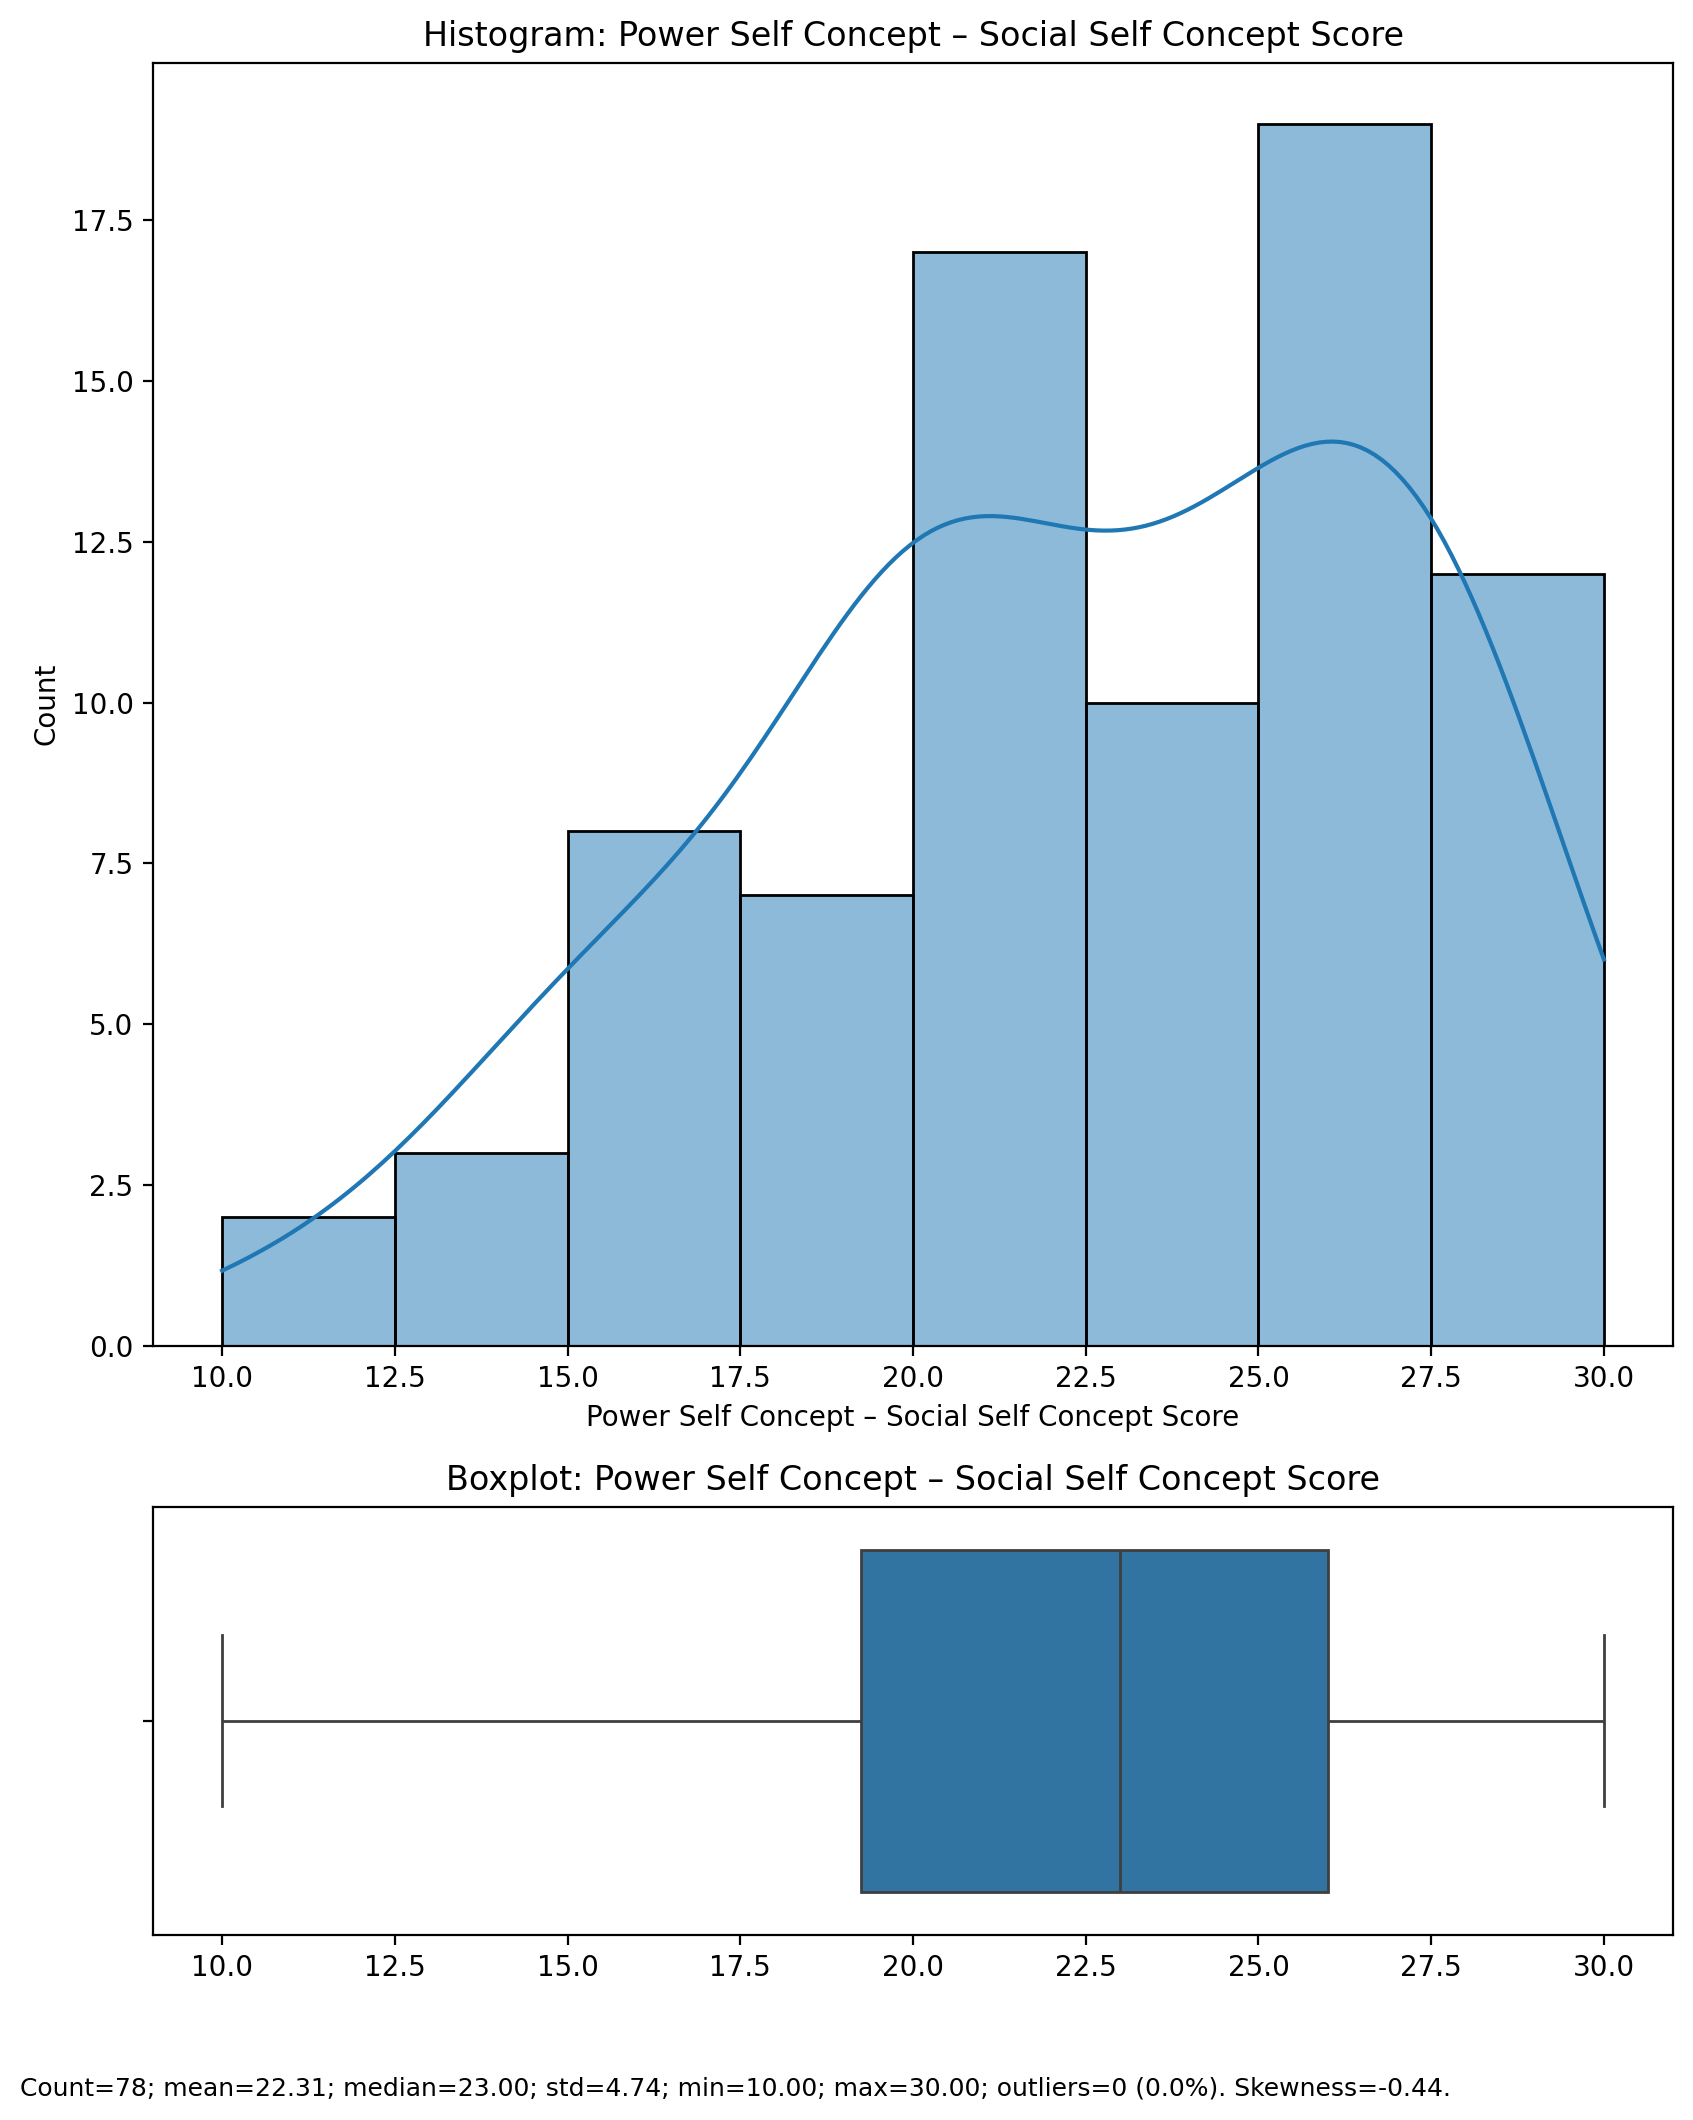 Histogram: Power Self Concept – Social Self Concept Score
17.5
15.0
12.5
10.0
7.5
5.0
2.5
0.0
Count
10.0 12.5 15.0 17.5 20.0 22.5 25.0 27.5 30.0
Power Self Concept – Social Self Concept Score
Boxplot: Power Self Concept – Social Self Concept Score
10.0 12.5 15.0 17.5 20.0 22.5 25.0 27.5 30.0
Count=78; mean=22.31; median=23.00; std=4.74; min=10.00; max=30.00; outliers=0 (0.0%). Skewness=-0.44.